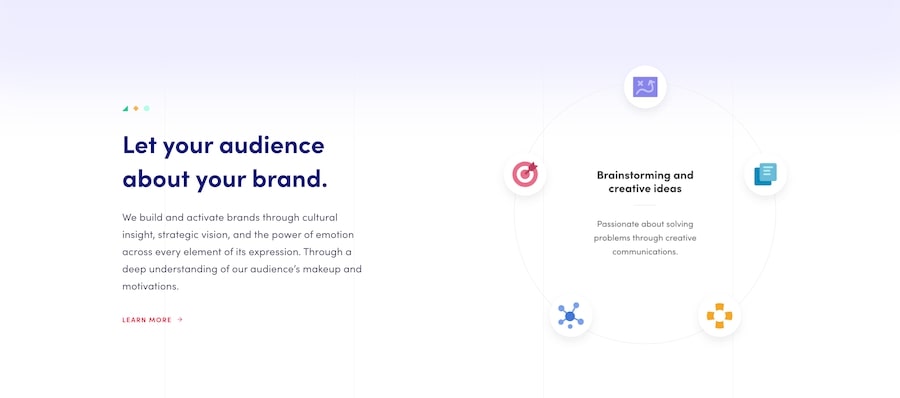 Let your audience
about your brand.
We build and activate brands through cultural
insight, strategic vision, and the power of emotion
across every element of its expression. Through a
deep understanding of our audience’s makeup and
motivations.
LEARN MORE
Brainstorming and
creative ideas
Passionate about solving
problems through creative
communications.